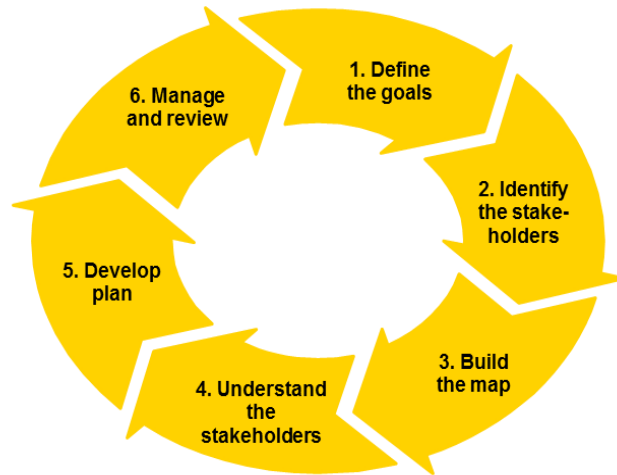 1. Define
the goals
2. Identify
the stake-
holders
3. Build
the map
4. Understand
the
stakeholders
5. Develop
plan
6. Manage
and review